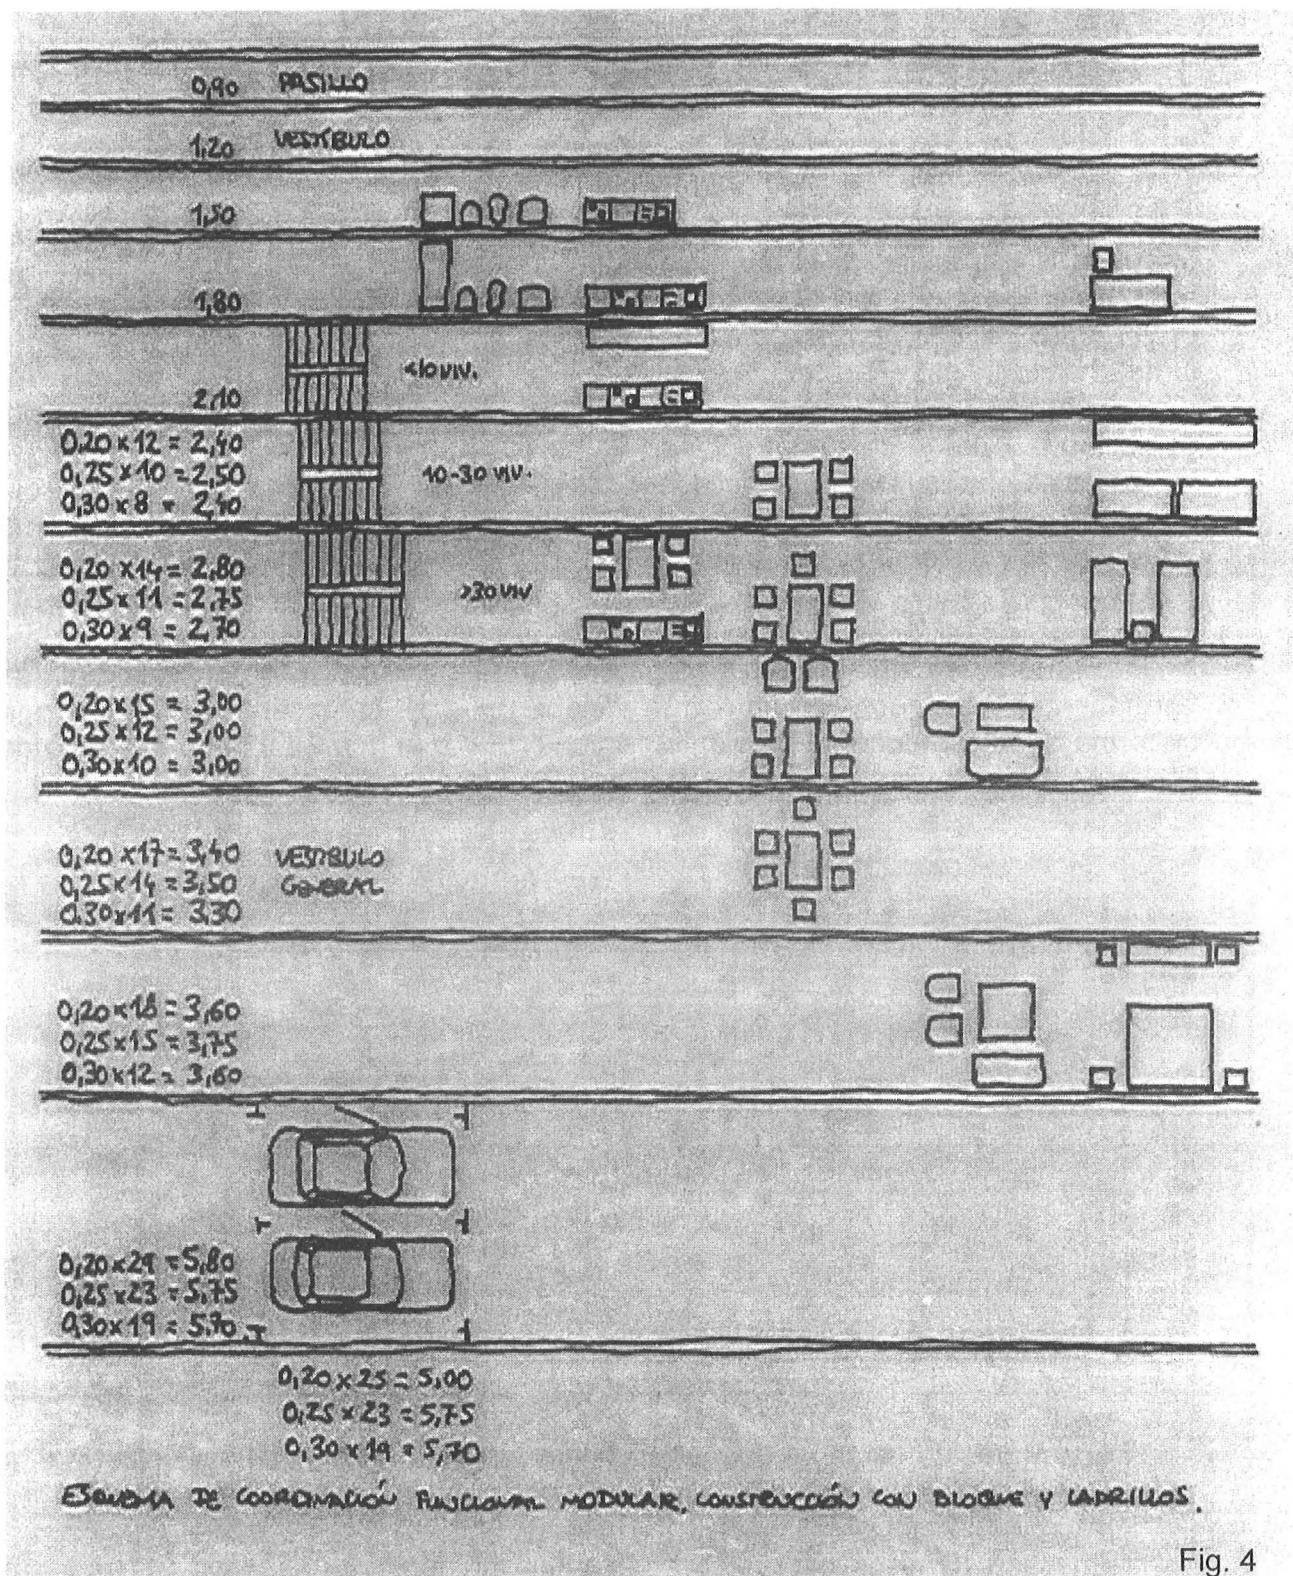 0,90 PASILLO
1,20 VESTÍBULO
1,50
1,80
<10 VIV.
2,10
0,20 x 12 = 2,40
0,25 x 10 = 2,50
0,30 x 8 = 2,40
10-30 VIV.
0,20 x 14 = 2,80
0,25 x 11 = 2,75
0,30 x 9 = 2,70
>30 VIV
0,20 x 15 = 3,00
0,25 x 12 = 3,00
0,30 x 10 = 3,00
0,20 x 17 = 3,40
0,25 x 14 = 3,50
0.30 x 11 = 3,30
VESTIBULO
GENERAL
0,20 x 18 = 3,60
0,25 x 15 = 3,75
0,30 x 12 = 3,60
0,20 x 29 = 5,80
0,25 x 23 = 5,75
0,30 x 19 = 5,70
0,20 x 25 = 5,00
0,25 x 23 = 5,75
0,30 x 19 = 5,70
ESQUEMA DE COORDINACIÓN FUNCIONAL MODULAR, CONSTRUCCIÓN CON BLOQUE Y LADRILLOS.
Fig. 4